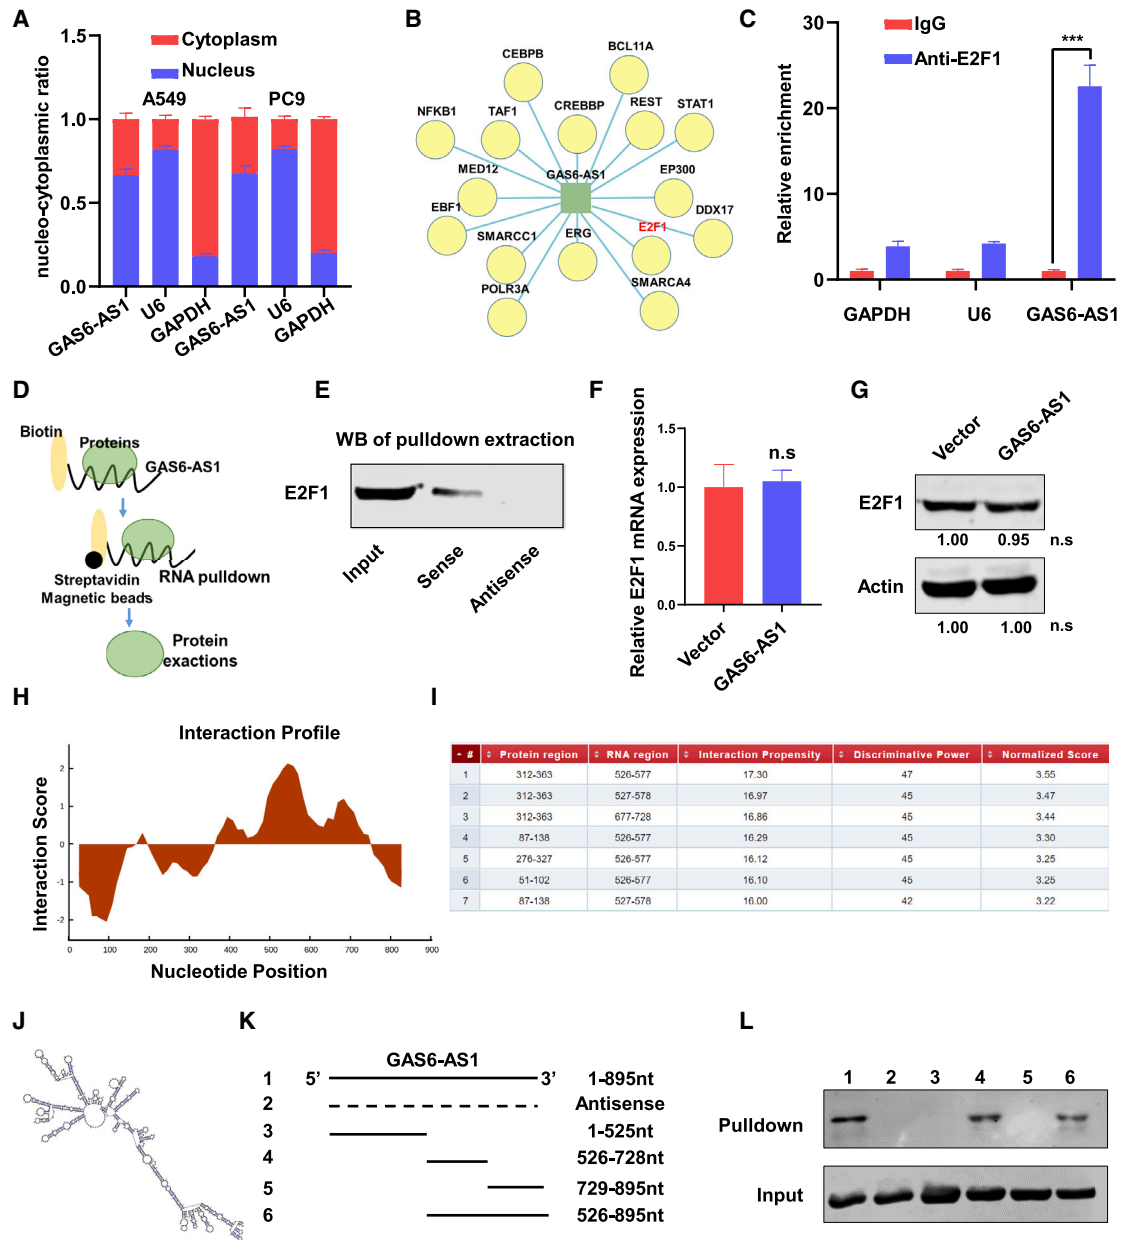 A
1.5
1.0
0.5
0.0
nucleo-cytoplasmic ratio
Cytoplasm
Nucleus
A549
PC9
GAS6-AS1
U6
GAPDH
GAS6-AS1
U6
GAPDH
B
CEBPB
BCL11A
NFKB1
TAF1
CREBBP
REST
STAT1
MED12
GAS6-AS1
EP300
EBF1
DDX17
SMARCC1
ERG
E2F1
POLR3A
SMARCA4
C
IgG
Anti-E2F1
***
30
20
10
0
Relative enrichment
GAPDH
U6
GAS6-AS1
D
Biotin
Proteins
GAS6-AS1
Streptavidin
Magnetic beads
RNA pulldown
Protein
exactions
E
WB of pulldown extraction
E2F1
Input
Sense
Antisense
F
Relative E2F1 mRNA expression
1.5
1.0
0.5
0.0
n.s
Vector
GAS6-AS1
G
Vector
GAS6-AS1
E2F1
1.00 0.95 n.s
Actin
1.00 1.00 n.s
H
Interaction Profile
Interaction Score
2
1
0
-1
-2
0 100 200 300 400 500 600 700 800 900
Nucleotide Position
I
# Protein region RNA region Interaction Propensity Discriminative Power Normalized Score
1 312-363 526-577 17.30 47 3.55
2 312-363 527-578 16.97 45 3.47
3 312-363 677-728 16.86 45 3.44
4 87-138 526-577 16.29 45 3.30
5 276-327 526-577 16.12 45 3.25
6 51-102 526-577 16.10 45 3.25
7 87-138 527-578 16.00 42 3.22
J
K
GAS6-AS1
1 5’ 3’ 1-895nt
2 Antisense
3 1-525nt
4 526-728nt
5 729-895nt
6 526-895nt
L
1 2 3 4 5 6
Pulldown
Input